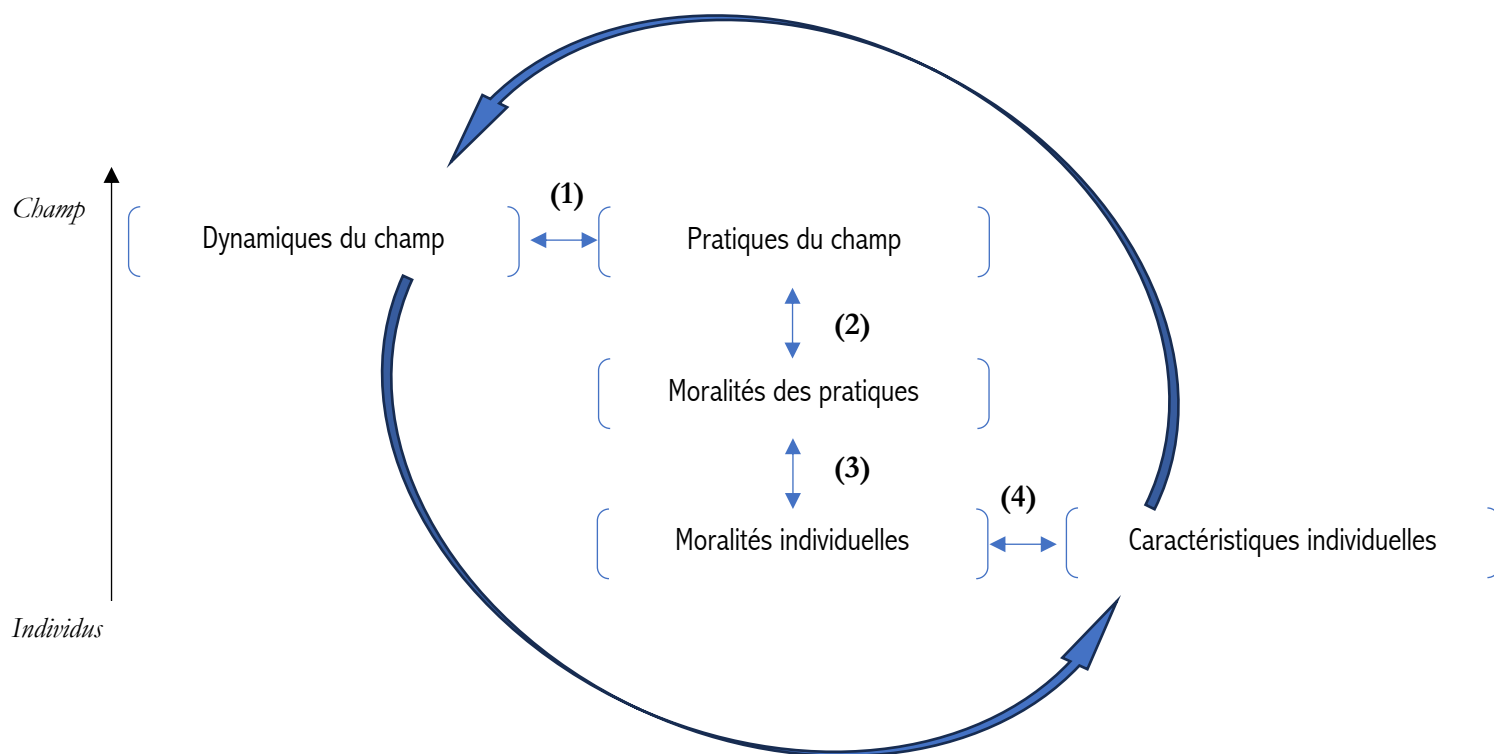 (1)
Champ
Dynamiques du champ
Pratiques du champ
(2)
Moralités des pratiques
(3)
(4)
Moralités individuelles
Caractéristiques individuelles
Individus